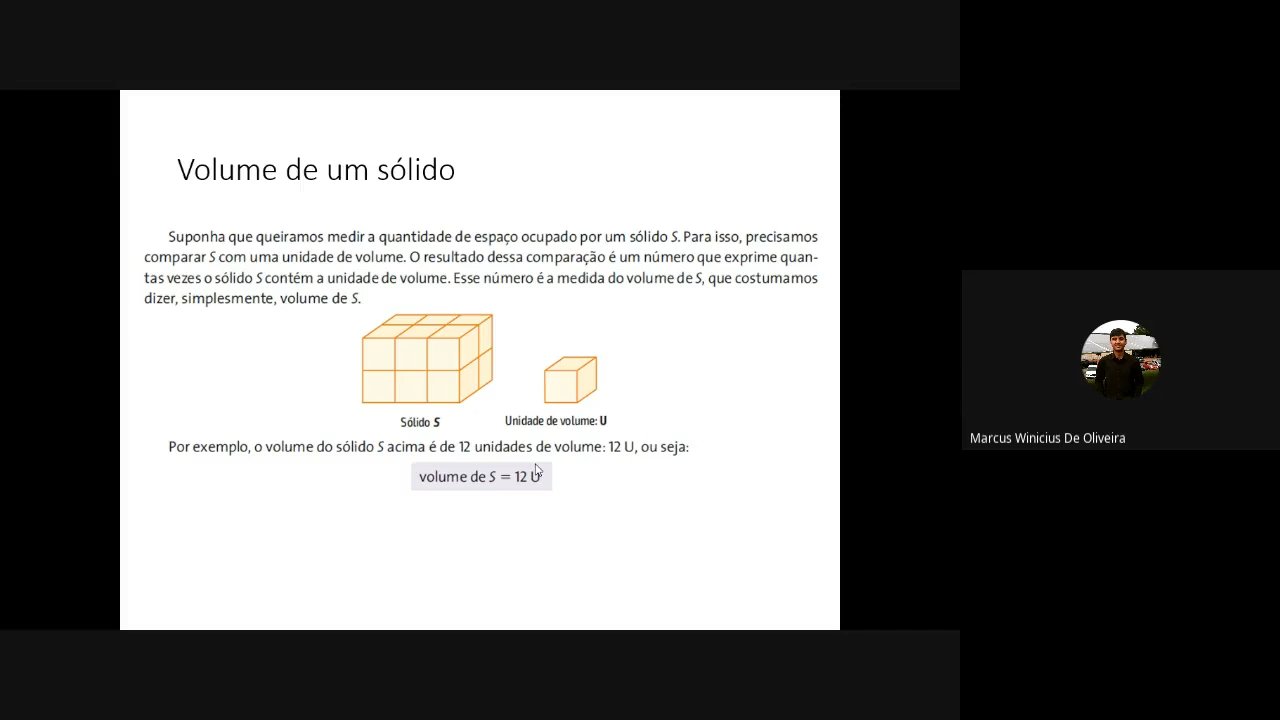 Volume de um sólido
Suponha que queiramos medir a quantidade de espaço ocupado por um sólido S. Para isso, precisamos
comparar S com uma unidade de volume. O resultado dessa comparação é um número que exprime quan-
tas vezes o sólido S contém a unidade de volume. Esse número é a medida do volume de S, que costumamos
dizer, simplesmente, volume de S.
Sólido S
Unidade de volume: U
Por exemplo, o volume do sólido S acima é de 12 unidades de volume: 12 U, ou seja:
volume de S = 12 U
Marcus Winicius De Oliveira